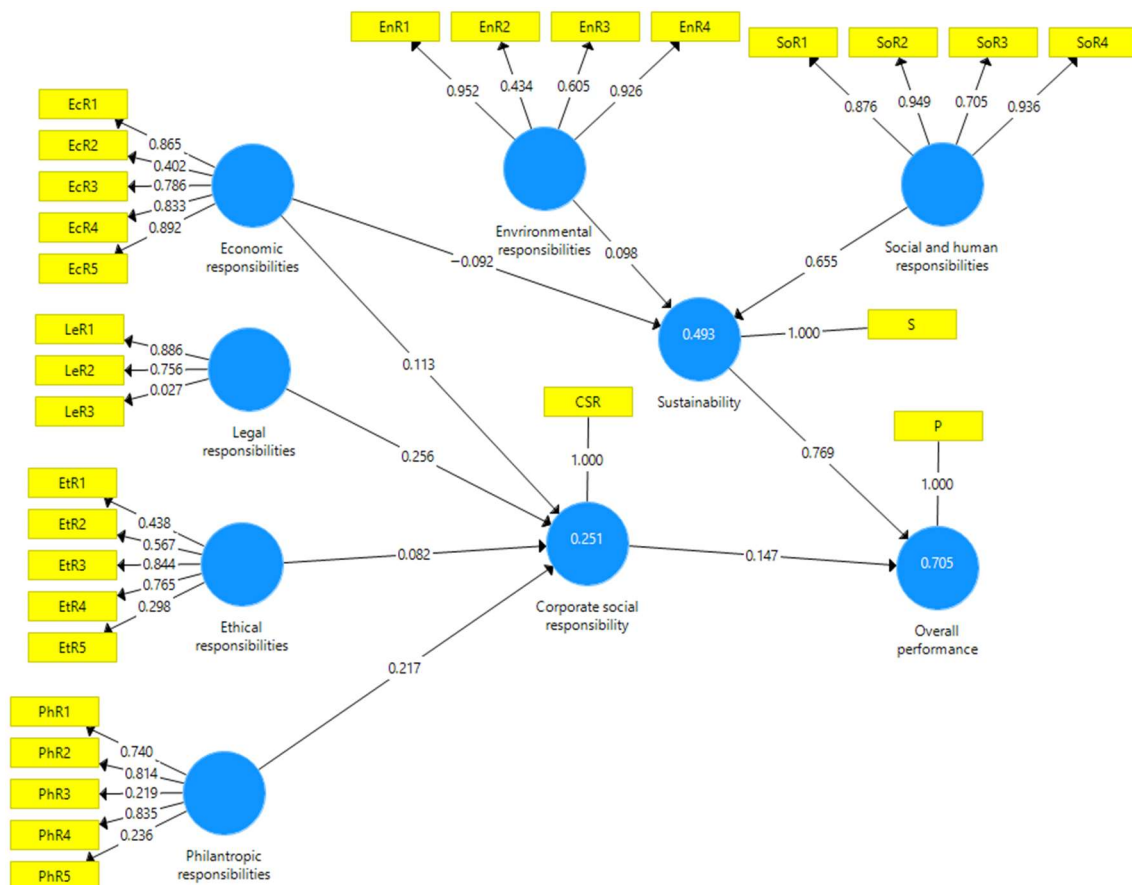 EnR1
EnR2
EnR3
EnR4
SoR1
SoR2
SoR3
SoR4
0.952
0.434
0.605
0.926
0.876
0.949
0.705
0.936
EcR1
EcR2
EcR3
EcR4
EcR5
0.865
0.402
0.786
0.833
0.892
Economic
responsibilities
Envrironmental
responsibilities
Social and human
responsibilities
−0.092
0.098
0.655
0.113
LeR1
LeR2
LeR3
0.886
0.756
0.027
Legal
responsibilities
0.493
Sustainability
1.000
S
0.256
CSR
1.000
0.769
P
1.000
EtR1
EtR2
EtR3
EtR4
EtR5
0.438
0.567
0.844
0.765
0.298
Ethical
responsibilities
0.082
0.251
Corporate social
responsibility
0.147
0.705
Overall
performance
0.217
PhR1
PhR2
PhR3
PhR4
PhR5
0.740
0.814
0.219
0.835
0.236
Philantropic
responsibilities